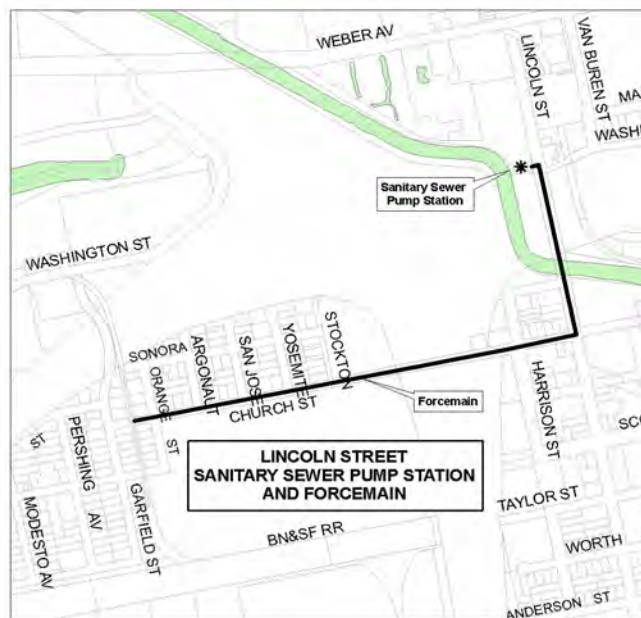 WEBER AV
LINCOLN ST
VAN BUREN ST
MA
WASHI
Sanitary Sewer
Pump Station
WASHINGTON ST
SONORA
ORANGE ST
ARGONAUT
SAN JOSE
YOSEMITE
STOCKTON
CHURCH ST
Forcemain
HARRISON ST
SCO
ST
PERSHING AV
MODESTO AV
GARFIELD ST
LINCOLN STREET
SANITARY SEWER PUMP STATION
AND FORCEMAIN
BN&SF RR
TAYLOR ST
WORTH
ANDERSON ST